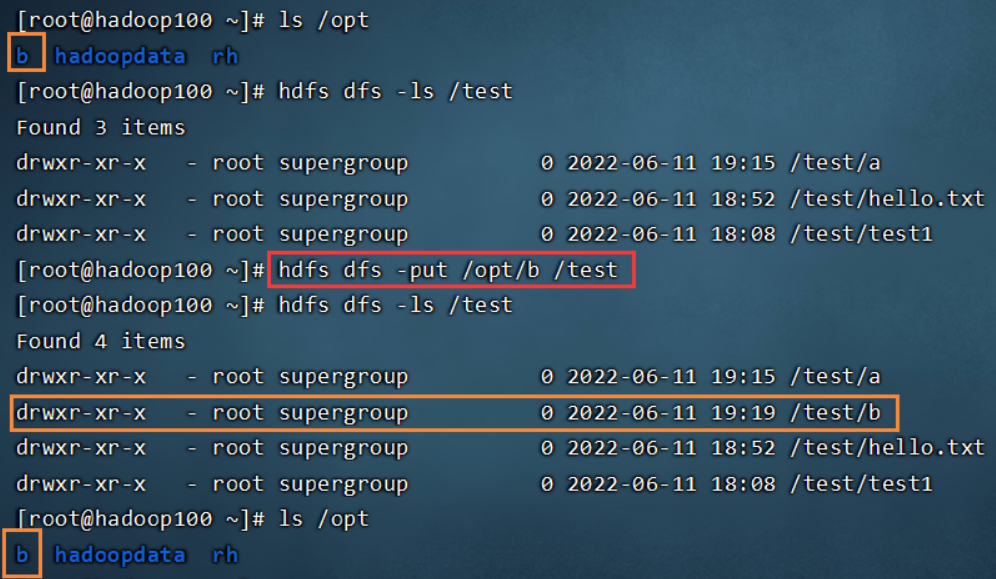 [root@hadoop100 ~]# ls /opt
b hadoopdata rh
[root@hadoop100 ~]# hdfs dfs -ls /test
Found 3 items
drwxr-xr-x   - root supergroup          0 2022-06-11 19:15 /test/a
drwxr-xr-x   - root supergroup          0 2022-06-11 18:52 /test/hello.txt
drwxr-xr-x   - root supergroup          0 2022-06-11 18:08 /test/test1
[root@hadoop100 ~]# hdfs dfs -put /opt/b /test
[root@hadoop100 ~]# hdfs dfs -ls /test
Found 4 items
drwxr-xr-x   - root supergroup          0 2022-06-11 19:15 /test/a
drwxr-xr-x   - root supergroup          0 2022-06-11 19:19 /test/b
drwxr-xr-x   - root supergroup          0 2022-06-11 18:52 /test/hello.txt
drwxr-xr-x   - root supergroup          0 2022-06-11 18:08 /test/test1
[root@hadoop100 ~]# ls /opt
b hadoopdata rh